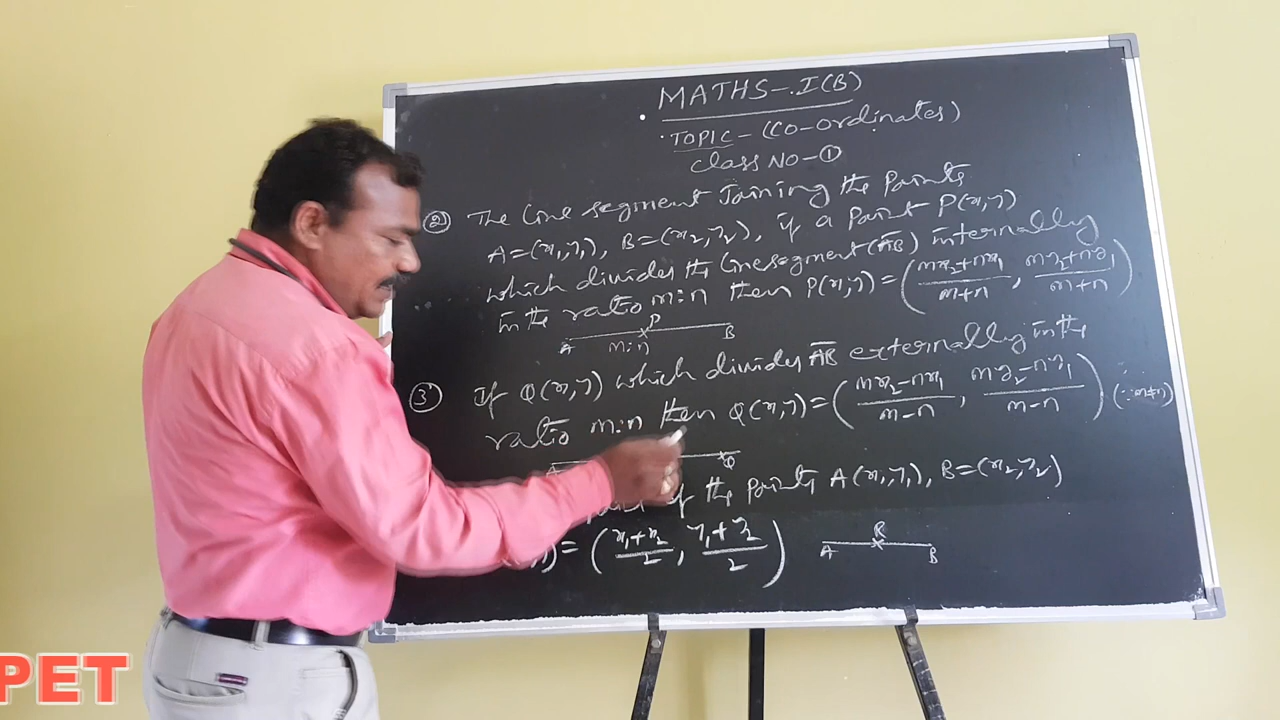 MATHS-I(B)
TOPIC - (CO-Ordinates)
Class NO - ①
② The Line segment Joining the Points
A=(x₁,y₁), B=(x₂,y₂), if a Point P(x,y)
which divides the Line segment (AB) internally
in the ratio m:n then P(x,y) = ((mx₂+nx₁)/(m+n), (my₂+ny₁)/(m+n))
A P B
m:n
③ If Q(x,y) which divides AB externally in the
ratio m:n then Q(x,y) = ((mx₂-nx₁)/(m-n), (my₂-ny₁)/(m-n)) (∵ m≠n)
A Q
of the Points A(x₁,y₁), B=(x₂,y₂)
= ((x₁+x₂)/2, (y₁+y₂)/2) A R B
PET